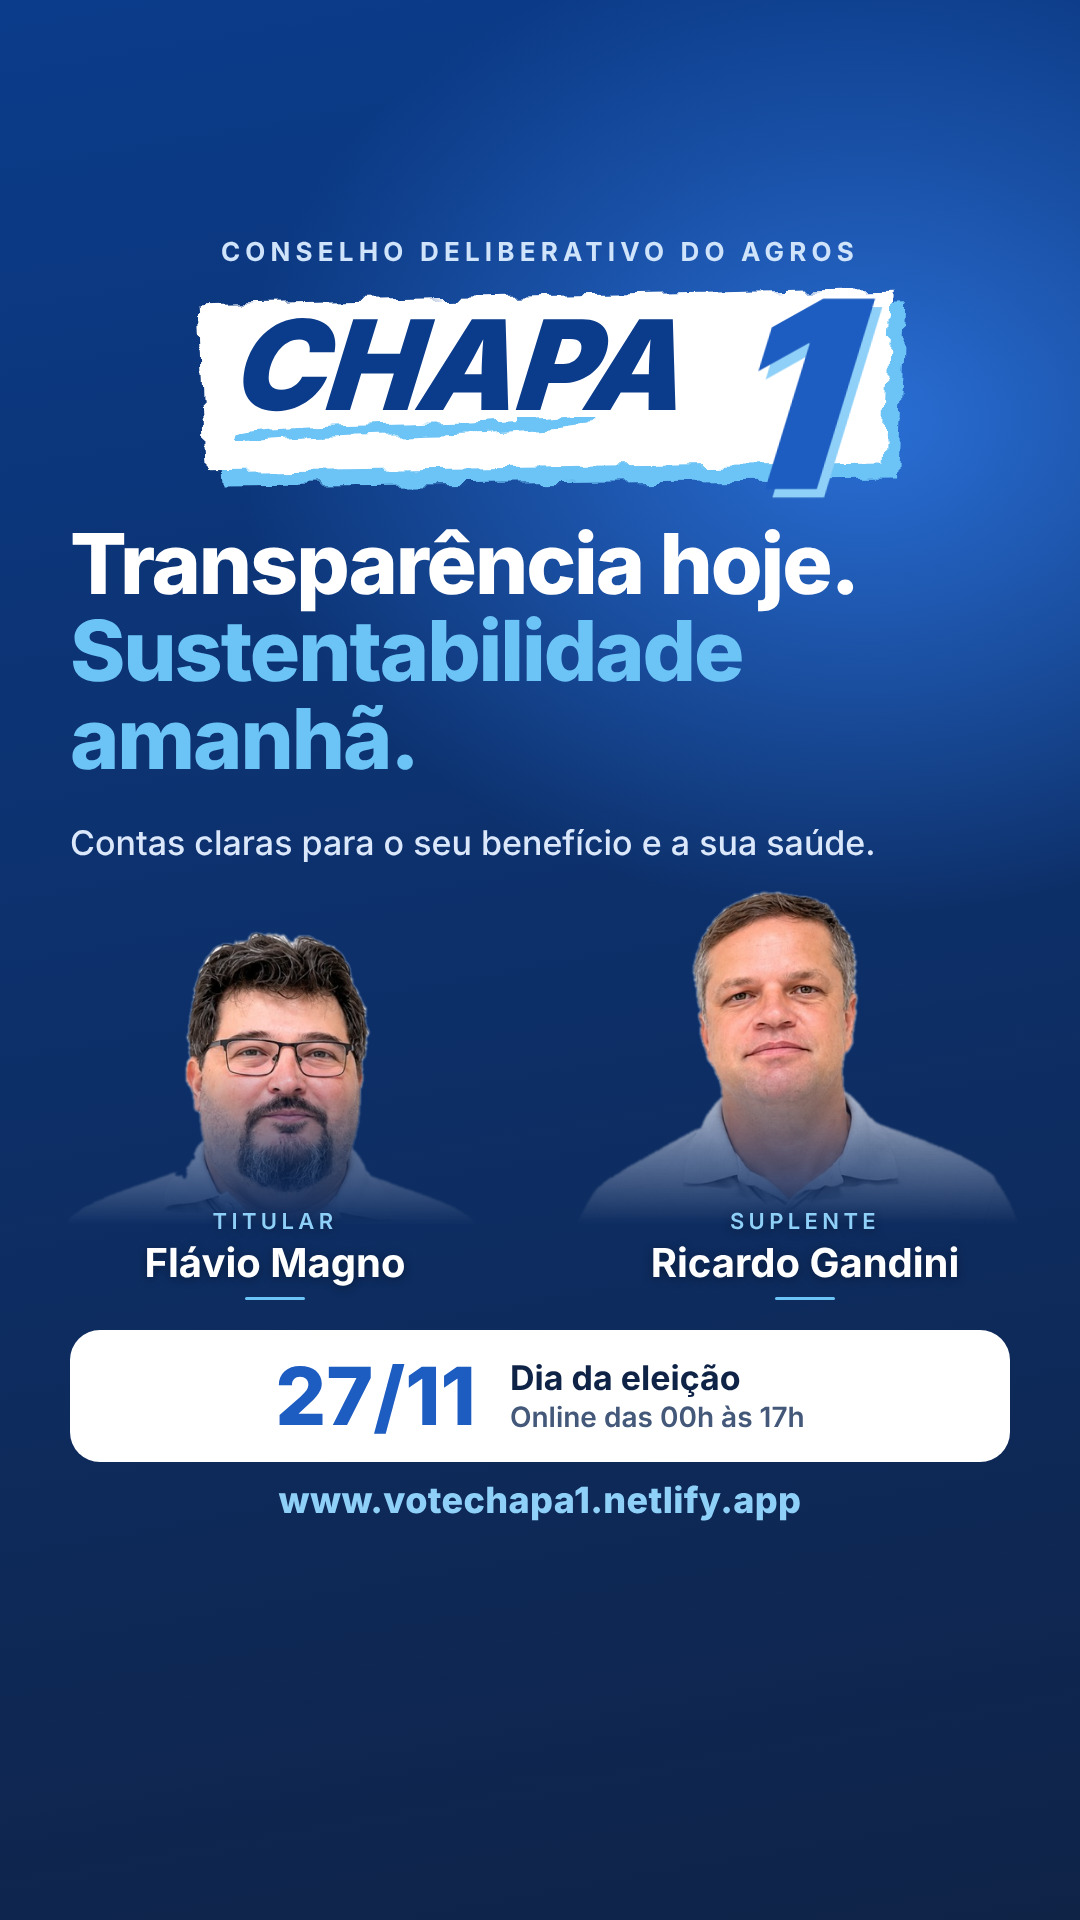 CONSELHO DELIBERATIVO DO AGROS
CHAPA 1
Transparência hoje.
Sustentabilidade
amanhã.
Contas claras para o seu benefício e a sua saúde.
TITULAR
Flávio Magno
SUPLENTE
Ricardo Gandini
27/11
Dia da eleição
Online das 00h às 17h
www.votechapa1.netlify.app